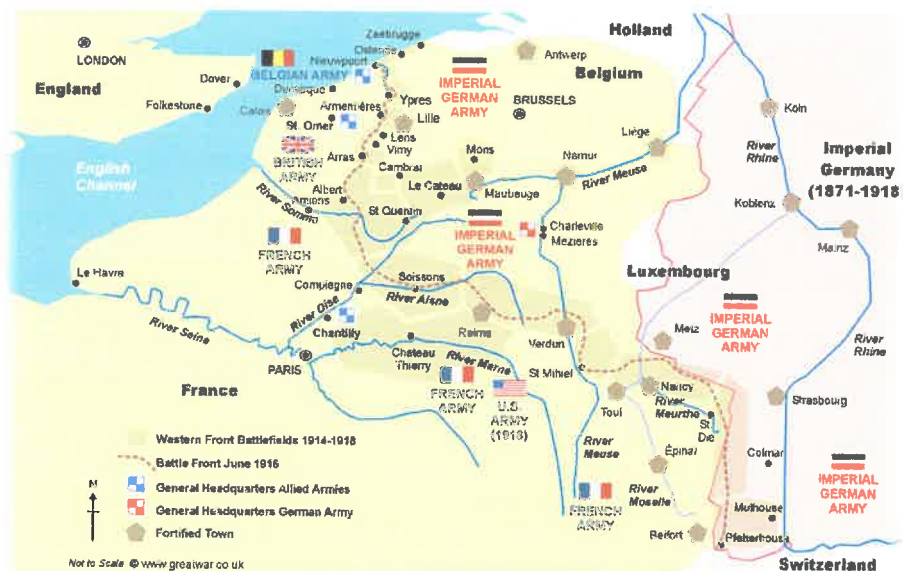 Holland
Zeebrugge
LONDON
Ostende
Nieuwpoort
Antwerp
Belgium
England
Dover
BELGIAN ARMY
IMPERIAL
GERMAN
ARMY
Folkestone
Calais
Ypres
BRUSSELS
Köln
Armentières
Lille
St. Omer
Liège
Lens
Vimy
BRITISH
ARMY
Arras
Mons
Namur
River
Rhine
Imperial
Germany
(1871-1918)
English
Channel
Cambrai
River Meuse
Le Cateau
Maubeuge
Koblenz
Albert
Amiens
River Somme
St Quentin
Charleville
Mezieres
IMPERIAL
GERMAN
ARMY
Mainz
FRENCH
ARMY
Le Havre
Soissons
Luxembourg
Compiegne
River Aisne
River Oise
IMPERIAL
GERMAN
ARMY
Chantilly
Reims
Verdun
Metz
River Seine
River
Rhine
PARIS
Chateau
Thierry
River Marne
St Mihiel
France
FRENCH
ARMY
U.S.
ARMY
(1918)
Toul
Nancy
River
Meurthe
Strasbourg
St.
Die
Western Front Battlefields 1914-1918
River
Meuse
Épinal
Colmar
Battle Front June 1916
General Headquarters Allied Armies
IMPERIAL
GERMAN
ARMY
N
General Headquarters German Army
FRENCH
ARMY
River
Moselle
Mulhouse
Fortified Town
Belfort
Pfetterhouse
Not to Scale © www.greatwar.co.uk
Switzerland